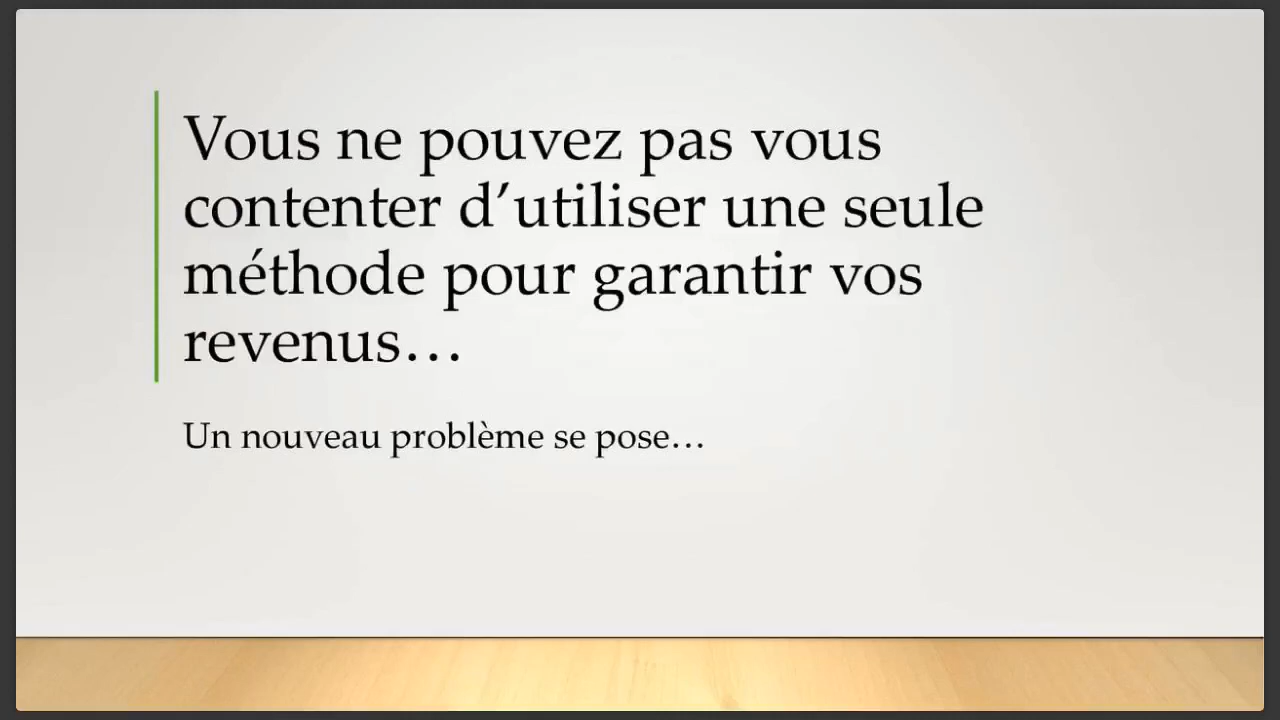 Vous ne pouvez pas vous
contenter d’utiliser une seule
méthode pour garantir vos
revenus…
Un nouveau problème se pose…